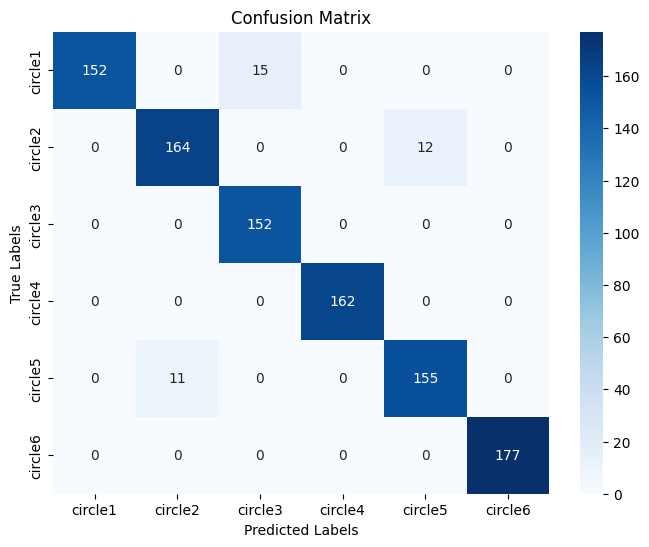 Confusion Matrix
circle1 152 0 15 0 0 0
circle2 0 164 0 0 12 0
circle3 0 0 152 0 0 0
circle4 0 0 0 162 0 0
circle5 0 11 0 0 155 0
circle6 0 0 0 0 0 177
circle1 circle2 circle3 circle4 circle5 circle6
Predicted Labels
True Labels
160
140
120
100
80
60
40
20
0